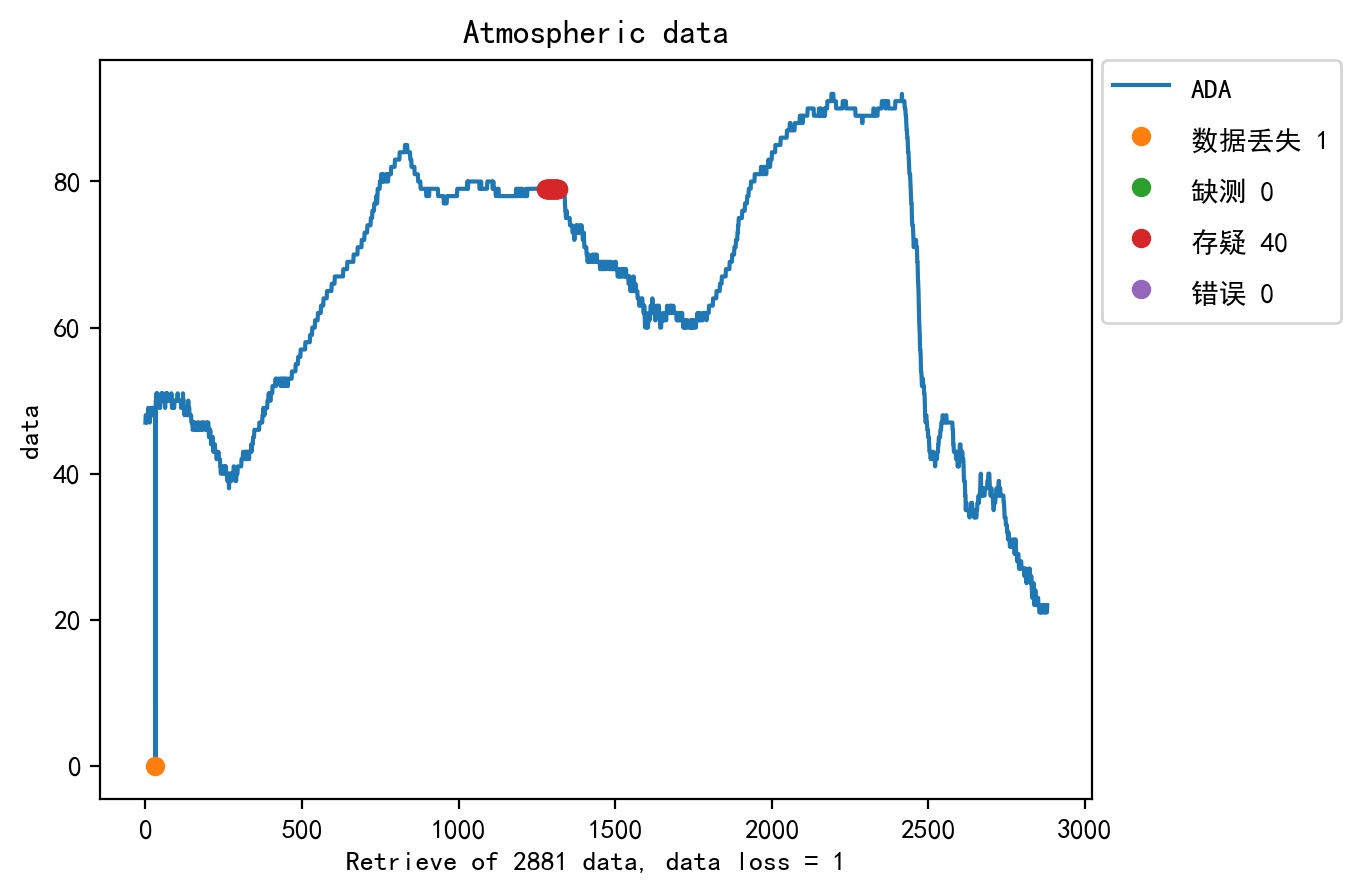 Atmospheric data
ADA
数据丢失 1
缺测 0
存疑 40
错误 0
data
80
60
40
20
0
0 500 1000 1500 2000 2500 3000
Retrieve of 2881 data, data loss = 1